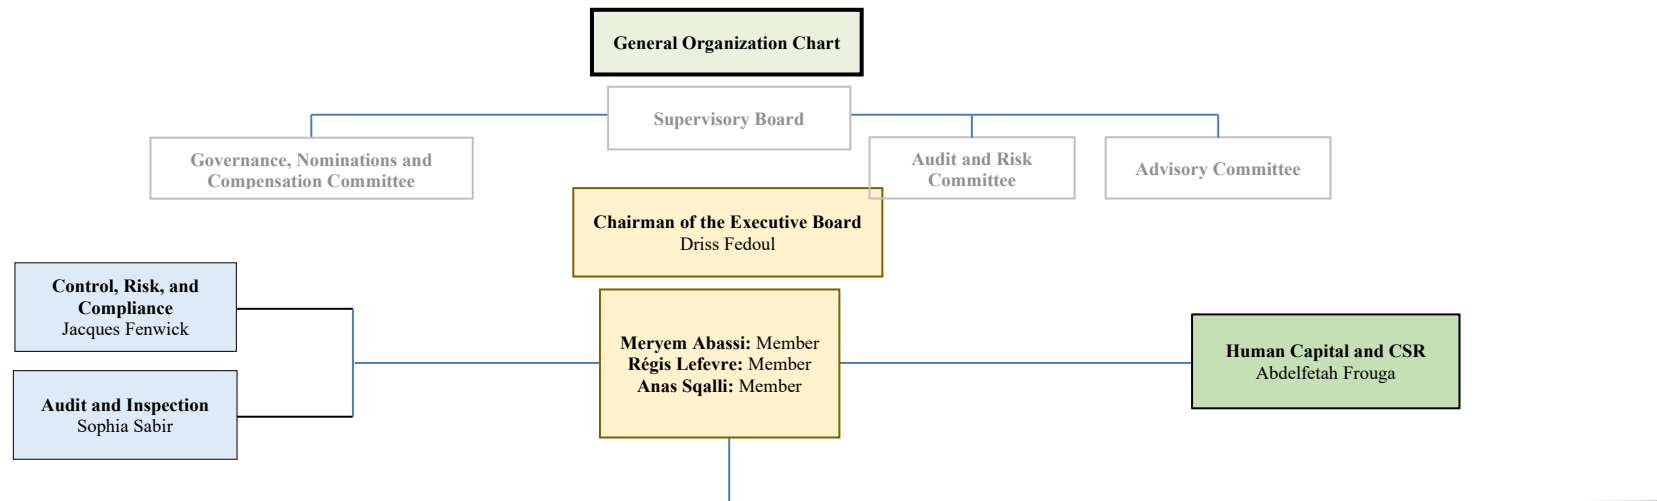 General Organization Chart
Supervisory Board
Governance, Nominations and
Compensation Committee
Audit and Risk
Committee
Advisory Committee
Chairman of the Executive Board
Driss Fedoul
Control, Risk, and
Compliance
Jacques Fenwick
Meryem Abassi: Member
Régis Lefevre: Member
Anas Sqalli: Member
Human Capital and CSR
Abdelfetah Frouga
Audit and Inspection
Sophia Sabir